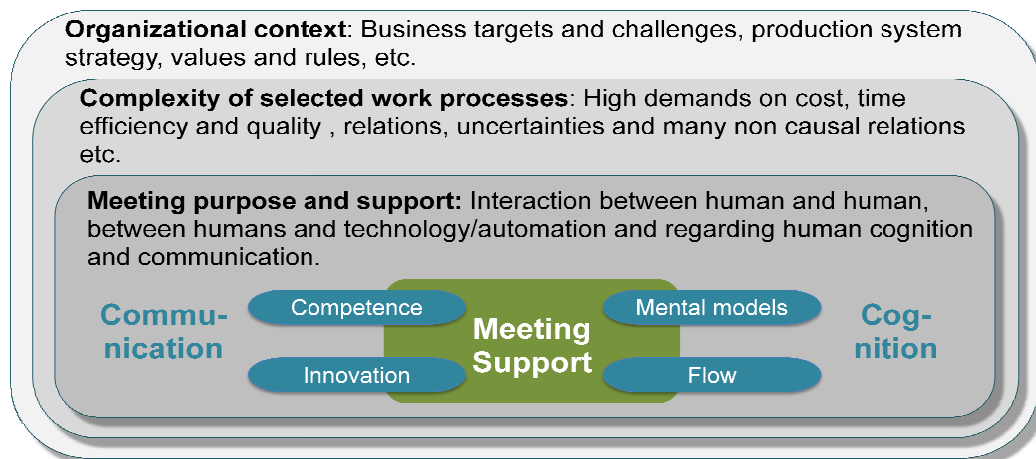 Organizational context: Business targets and challenges, production system
strategy, values and rules, etc.
Complexity of selected work processes: High demands on cost, time
efficiency and quality , relations, uncertainties and many non causal relations
etc.
Meeting purpose and support: Interaction between human and human,
between humans and technology/automation and regarding human cognition
and communication.
Commu-
nication
Competence
Innovation
Meeting
Support
Mental models
Flow
Cog-
nition